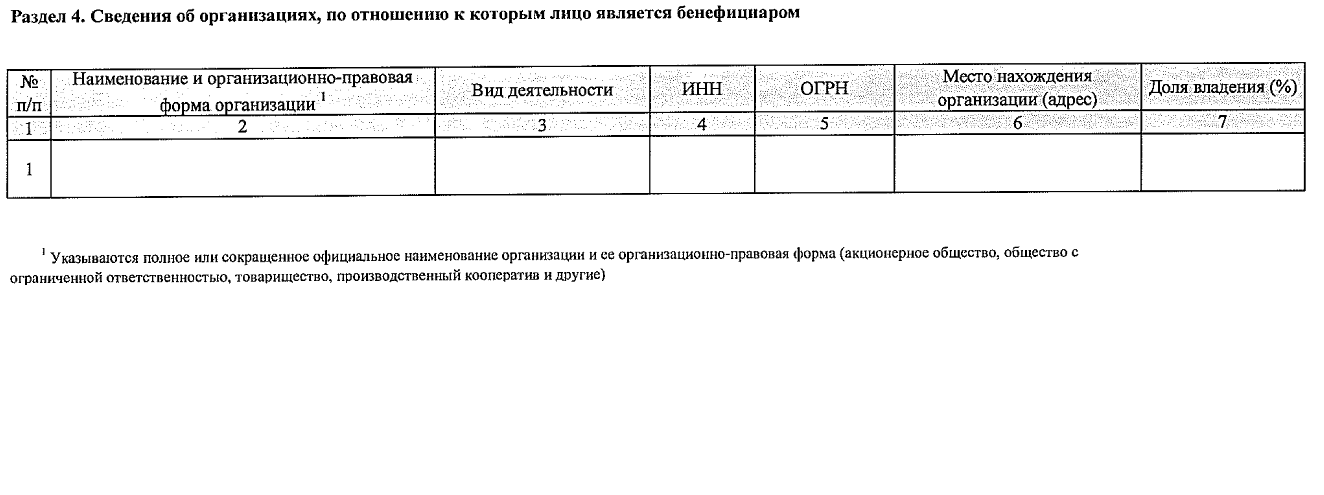 Раздел 4. Сведения об организациях, по отношению к которым лицо является бенефициаром
№ п/п
Наименование и организационно-правовая
форма организации 1
Вид деятельности
ИНН
ОГРН
Место нахождения
организации (адрес)
Доля владения (%)
1 2 3 4 5 6 7
1
1 Указываются полное или сокращенное официальное наименование организации и ее организационно-правовая форма (акционерное общество, общество с
ограниченной ответственностью, товарищество, производственный кооператив и другие)